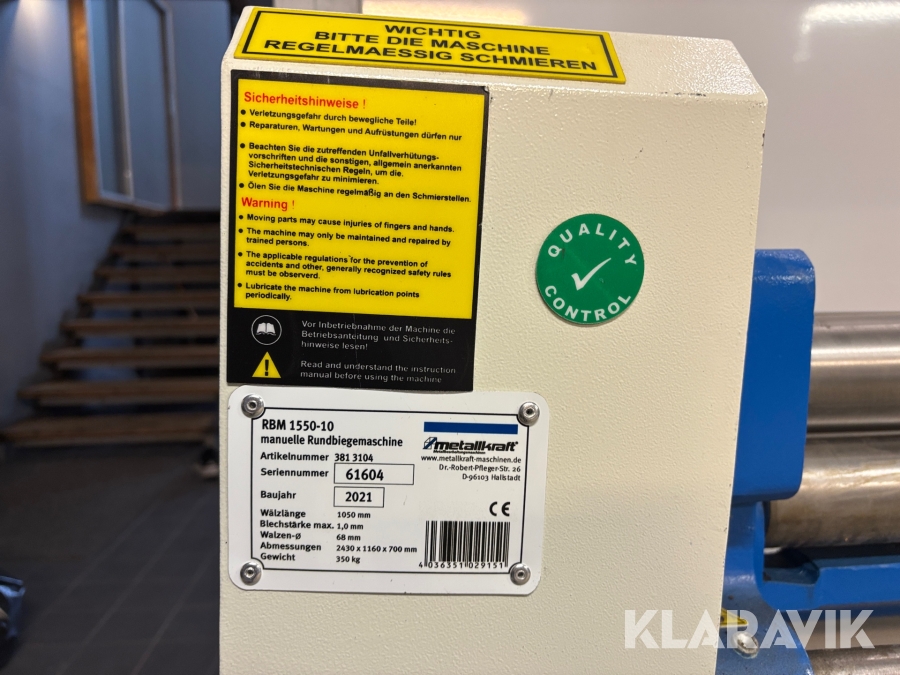 WICHTIG
BITTE DIE MASCHINE
REGELMAESSIG SCHMIEREN
Sicherheitshinweise !
• Verletzungsgefahr durch bewegliche Teile!
• Reparaturen, Wartungen und Aufrüstungen dürfen nur
• Beachten Sie die zutreffenden Unfallverhütungs-
vorschriften und die sonstigen, allgemein anerkannten
Sicherheitstechnischen Regeln, um die
Verletzungsgefahr zu minimieren.
• Ölen Sie die Maschine regelmäßig an den Schmierstellen.
Warning !
• Moving parts may cause injuries of fingers and hands.
• The machine may only be maintained and repaired by
trained persons.
• The applicable regulations for the prevention of
accidents and other, generally recognized safety rules
must be observerd.
• Lubricate the machine from lubrication points
periodically.
Vor Inbetriebnahme der Machine die
Betriebsanteitung und Sicherheits-
hinweise lesen!
Read and understand the instruction
manual before using the machine
QUALITY
CONTROL
RBM 1550-10
manuelle Rundbiegemaschine
Artikelnummer 381 3104
Seriennummer 61604
Baujahr 2021
Wälzlänge 1050 mm
Blechstärke max. 1,0 mm
Walzen-ø 68 mm
Abmessungen 2430 x 1160 x 700 mm
Gewicht 350 kg
metallkraft®
Metallbearbeitungsmaschinen
www.metallkraft-maschinen.de
Dr.-Robert-Pfleger-Str. 26
D-96103 Hallstadt
CE
4 036351 029151
KLARAVIK